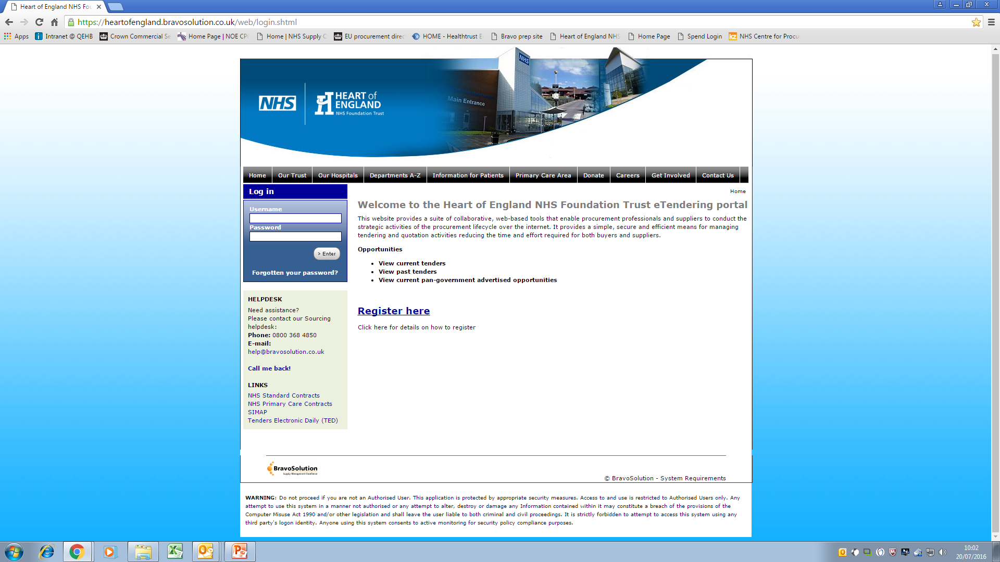 Heart of England NHS Fo
https://heartofengland.bravosolution.co.uk/web/login.shtml
Apps
Intranet @ QEHB
Crown Commercial Se
Home Page | NOE CP
Home | NHS Supply C
EU procurement direc
HOME - Healthtrust E
Bravo prep site
Heart of England NHS
Home Page
Spend Login
kz
NHS Centre for Procu
NHS
HEART of
ENGLAND
NHS Foundation Trust
Main Entrance
NHS
Home
Our Trust
Our Hospitals
Departments A-Z
Information for Patients
Primary Care Area
Donate
Careers
Get Involved
Contact Us
Log in
Username
Password
> Enter
Forgotten your password?
HELPDESK
Need assistance?
Please contact our Sourcing
helpdesk:
Phone: 0800 368 4850
E-mail:
help@bravosolution.co.uk
Call me back!
LINKS
NHS Standard Contracts
NHS Primary Care Contracts
SIMAP
Tenders Electronic Daily (TED)
Home
Welcome to the Heart of England NHS Foundation Trust eTendering portal
This website provides a suite of collaborative, web-based tools that enable procurement professionals and suppliers to conduct the
strategic activities of the procurement lifecycle over the internet. It provides a simple, secure and efficient means for managing
tendering and quotation activities reducing the time and effort required for both buyers and suppliers.
Opportunities
• View current tenders
• View past tenders
• View current pan-government advertised opportunities
Register here
Click here for details on how to register
BravoSolution
Supply Management Excellence
© BravoSolution - System Requirements
WARNING: Do not proceed if you are not an Authorised User. This application is protected by appropriate security measures. Access to and use is restricted to Authorised Users only. Any
attempt to use this system in a manner not authorised or any attempt to alter, destroy or damage any Information contained within it may constitute a breach of the provisions of the
Computer Misuse Act 1990 and/or other legislation and shall leave the user liable to both criminal and civil proceedings. It is strictly forbidden to attempt to access this system using any
third party's logon identity. Anyone using this system consents to active monitoring for security policy compliance purposes.
10:02
20/07/2016